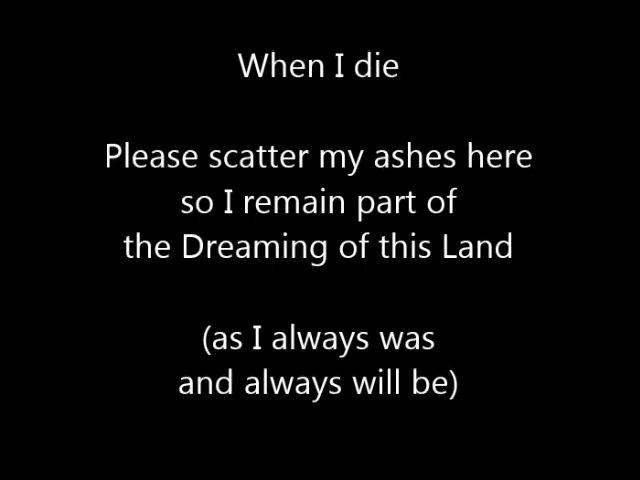 When I die
Please scatter my ashes here
so I remain part of
the Dreaming of this Land
(as I always was
and always will be)